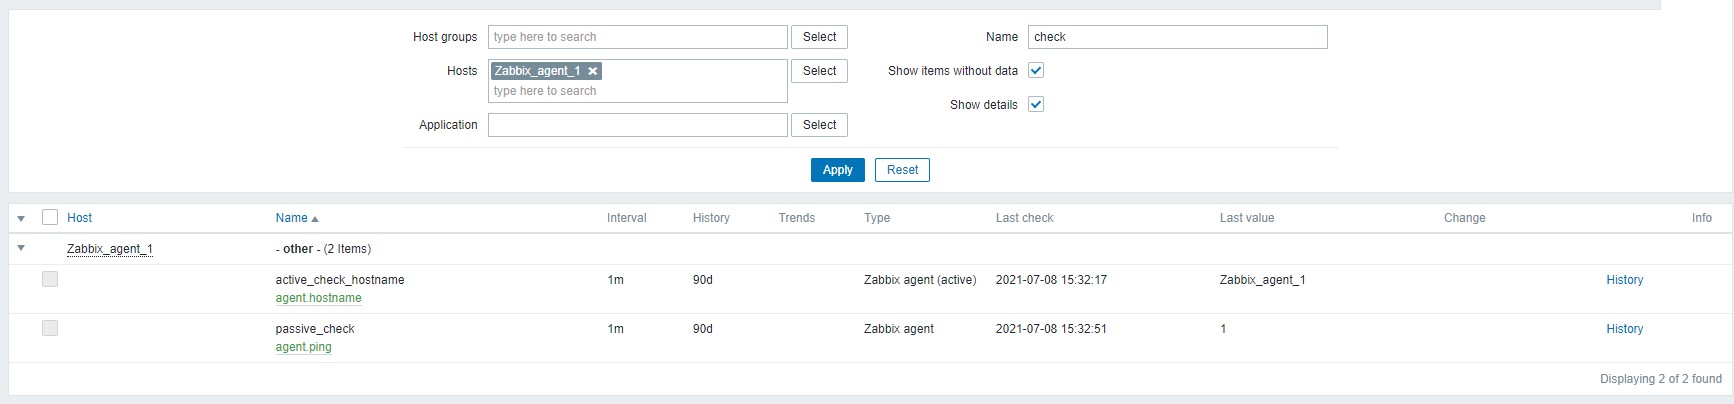 Host groups type here to search Select Name check
Hosts Zabbix_agent_1 Select Show items without data
type here to search
Show details
Application Select
Apply Reset
Host Name Interval History Trends Type Last check Last value Change Info
Zabbix_agent_1 - other - (2 Items)
active_check_hostname 1m 90d Zabbix agent (active) 2021-07-08 15:32:17 Zabbix_agent_1 History
agent.hostname
passive_check 1m 90d Zabbix agent 2021-07-08 15:32:51 1 History
agent.ping
Displaying 2 of 2 found